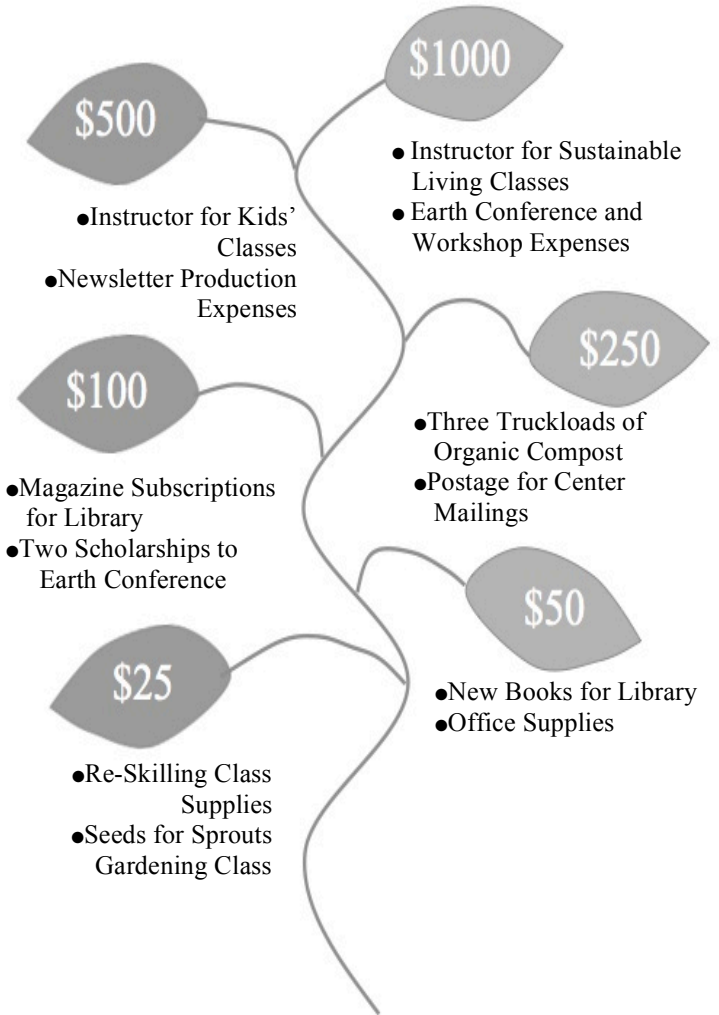 $1000
● Instructor for Sustainable
Living Classes
● Earth Conference and
Workshop Expenses
$500
●Instructor for Kids’
Classes
●Newsletter Production
Expenses
$250
●Three Truckloads of
Organic Compost
●Postage for Center
Mailings
$100
●Magazine Subscriptions
for Library
●Two Scholarships to
Earth Conference
$50
●New Books for Library
●Office Supplies
$25
●Re-Skilling Class
Supplies
●Seeds for Sprouts
Gardening Class